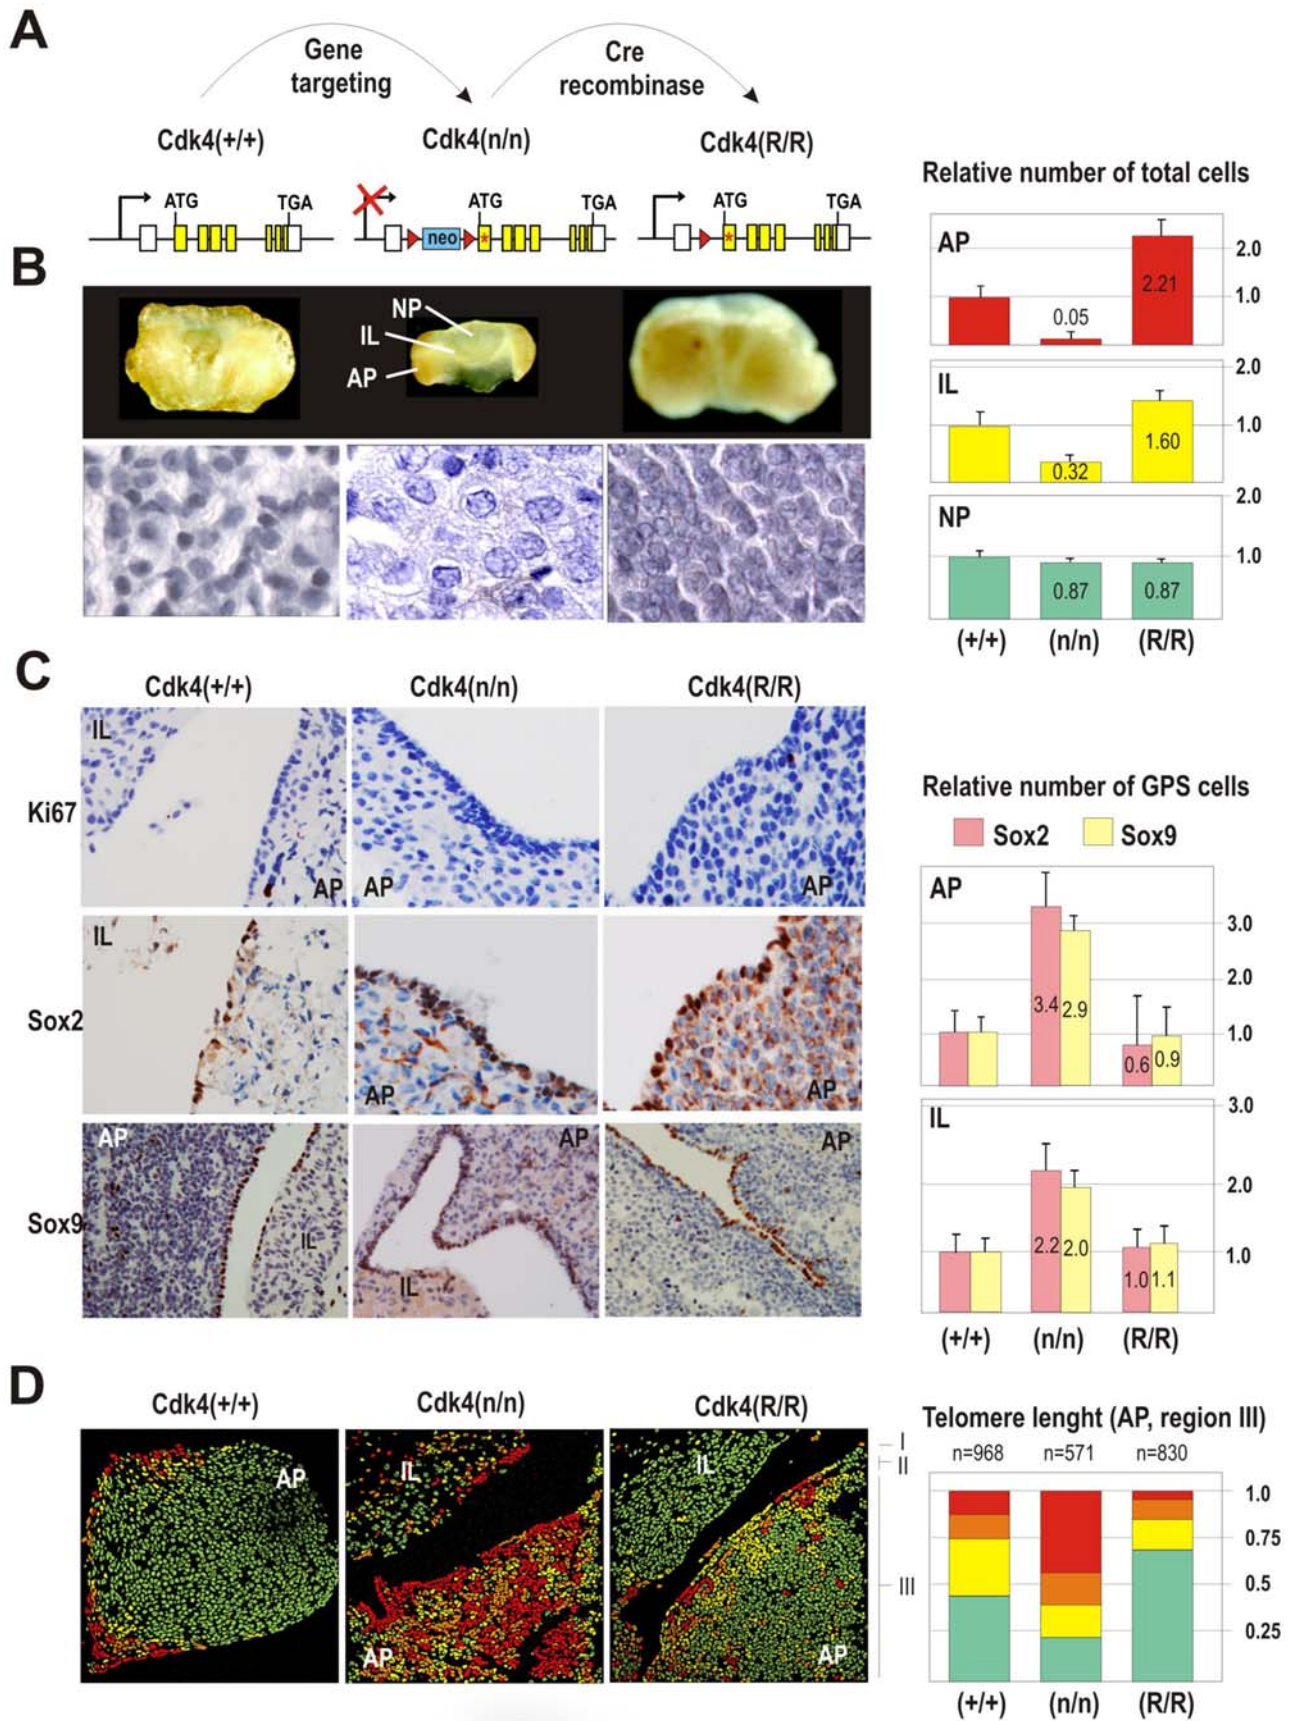 A
Gene
targeting
Cre
recombinase
Cdk4(+/+)
Cdk4(n/n)
Cdk4(R/R)
ATG
TGA
ATG
TGA
ATG
TGA
neo
*
*
B
NP
IL
AP
Relative number of total cells
AP
2.0
1.0
0.05
2.21
IL
2.0
1.0
0.32
1.60
NP
2.0
1.0
0.87
0.87
(+/+)
(n/n)
(R/R)
C
Cdk4(+/+)
Cdk4(n/n)
Cdk4(R/R)
Ki67
IL
AP
AP
AP
Sox2
IL
AP
AP
Sox9
AP
IL
AP
IL
AP
Relative number of GPS cells
Sox2
Sox9
AP
3.0
2.0
1.0
3.4
2.9
0.6
0.9
IL
3.0
2.0
1.0
2.2
2.0
1.0
1.1
(+/+)
(n/n)
(R/R)
D
Cdk4(+/+)
Cdk4(n/n)
Cdk4(R/R)
AP
IL
AP
IL
AP
I
II
III
Telomere lenght (AP, region III)
n=968
n=571
n=830
1.0
0.75
0.5
0.25
(+/+)
(n/n)
(R/R)